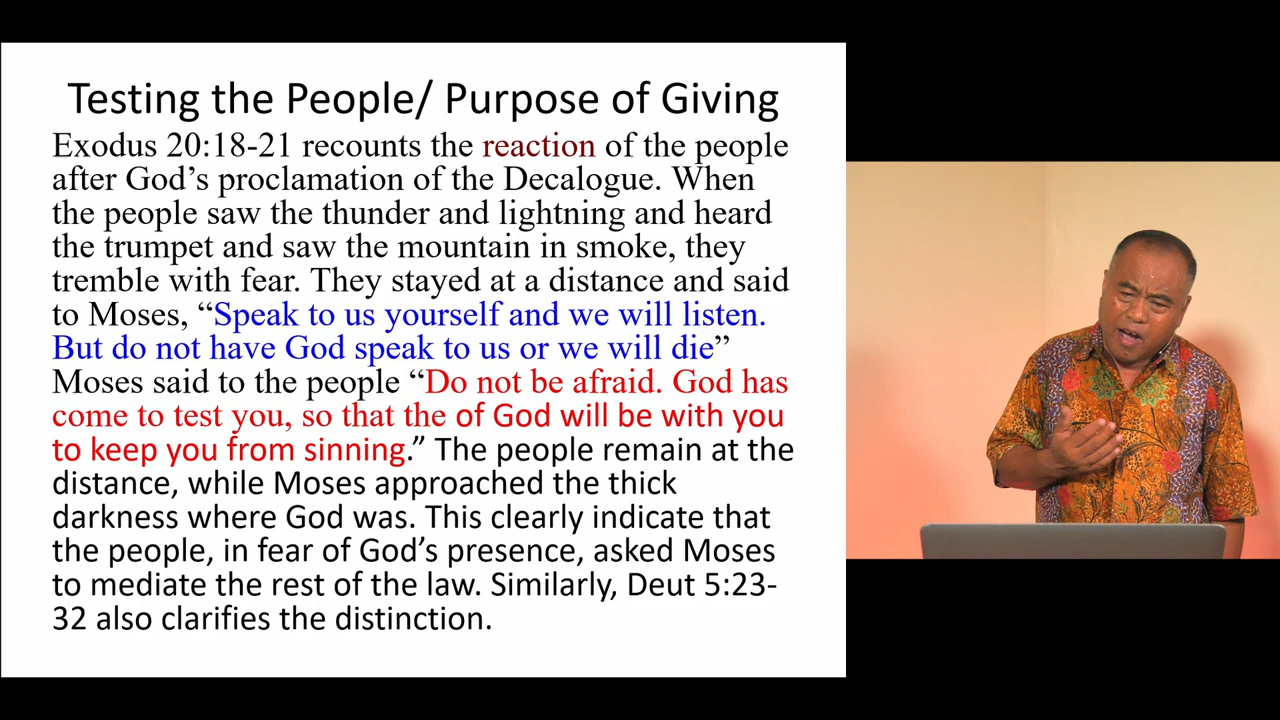 Testing the People/ Purpose of Giving
Exodus 20:18-21 recounts the reaction of the people
after God’s proclamation of the Decalogue. When
the people saw the thunder and lightning and heard
the trumpet and saw the mountain in smoke, they
tremble with fear. They stayed at a distance and said
to Moses, “Speak to us yourself and we will listen.
But do not have God speak to us or we will die”
Moses said to the people “Do not be afraid. God has
come to test you, so that the of God will be with you
to keep you from sinning.” The people remain at the
distance, while Moses approached the thick
darkness where God was. This clearly indicate that
the people, in fear of God’s presence, asked Moses
to mediate the rest of the law. Similarly, Deut 5:23-
32 also clarifies the distinction.